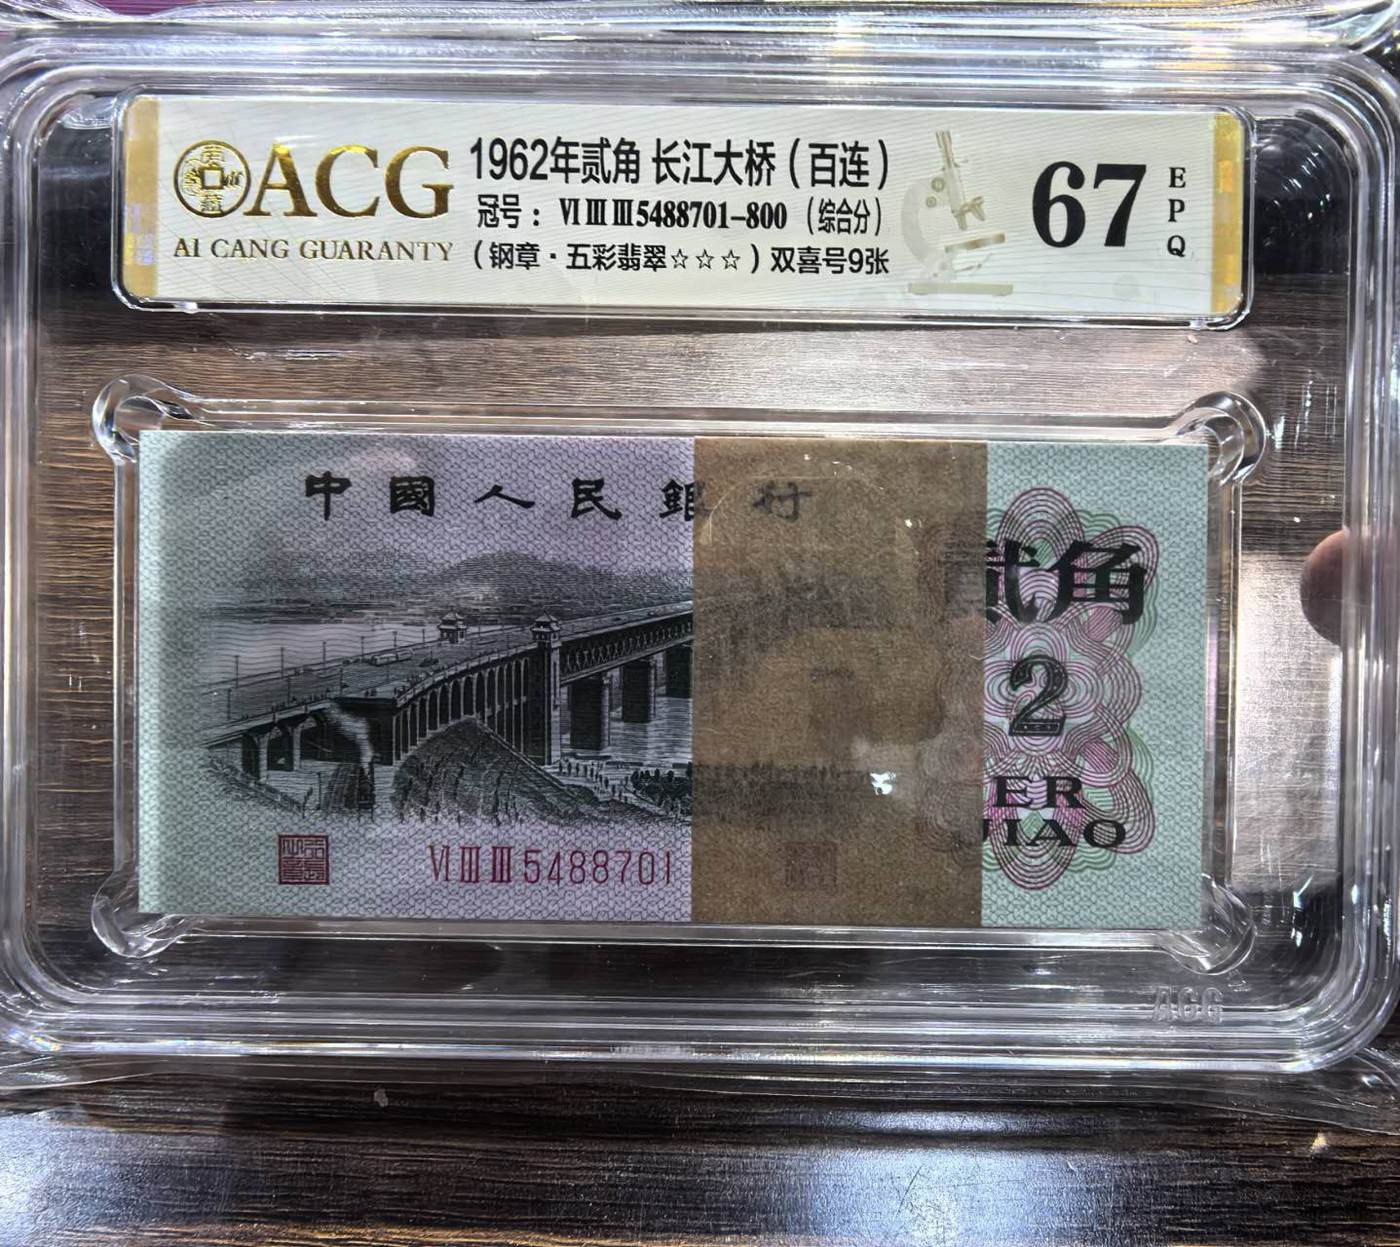 ACG
AI CANG GUARANTY
1962年贰角 长江大桥（百连）
冠号：ⅥⅢⅢ5488701-800（综合分）
（钢章·五彩翡翠☆☆☆）双喜号9张
67
EPQ
中國人民銀行
贰角
2
ER
JIAO
ⅥⅢⅢ5488701
ACG